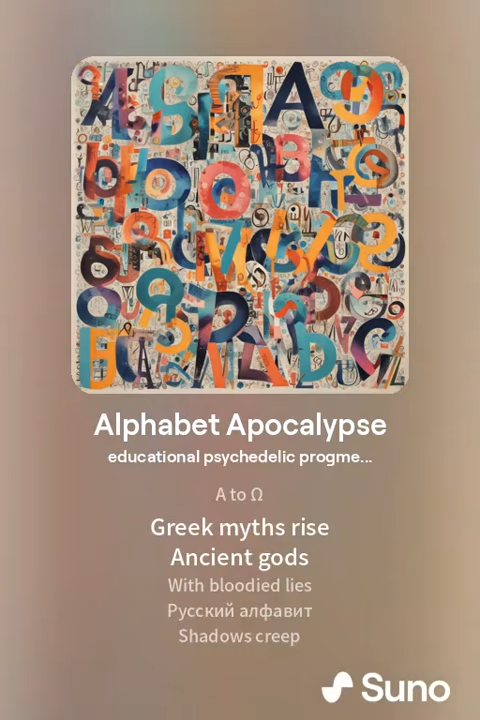 Alphabet Apocalypse
educational psychedelic progme...
A to Ω
Greek myths rise
Ancient gods
With bloodied lies
Русский алфавит
Shadows creep
Suno